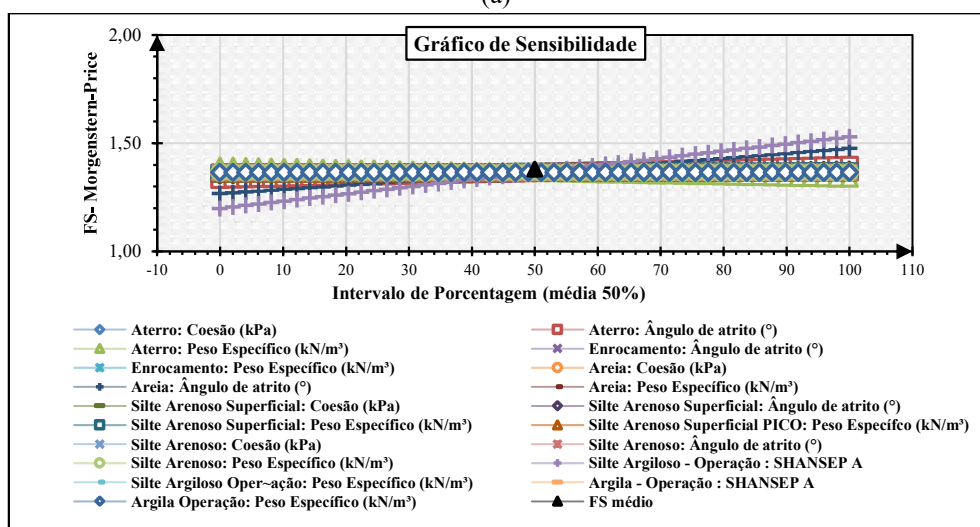 (a)
Gráfico de Sensibilidade
FS- Morgenstern-Price
2,00
1,50
1,00
-10 0 10 20 30 40 50 60 70 80 90 100 110
Intervalo de Porcentagem (média 50%)
Aterro: Coesão (kPa) Aterro: Ângulo de atrito (°)
Aterro: Peso Específico (kN/m³) Enrocamento: Ângulo de atrito (°)
Enrocamento: Peso Específico (kN/m³) Areia: Coesão (kPa)
Areia: Ângulo de atrito (°) Areia: Peso Específico (kN/m³)
Silte Arenoso Superficial: Coesão (kPa) Silte Arenoso Superficial: Ângulo de atrito (°)
Silte Arenoso Superficial: Peso Específico (kN/m³) Silte Arenoso Superficial PICO: Peso Específco (kN/m³)
Silte Arenoso: Coesão (kPa) Silte Arenoso: Ângulo de atrito (°)
Silte Arenoso: Peso Específico (kN/m³) Silte Argiloso - Operação : SHANSEP A
Silte Argiloso Oper~ação: Peso Específico (kN/m³) Argila - Operação : SHANSEP A
Argila Operação: Peso Específico (kN/m³) FS médio